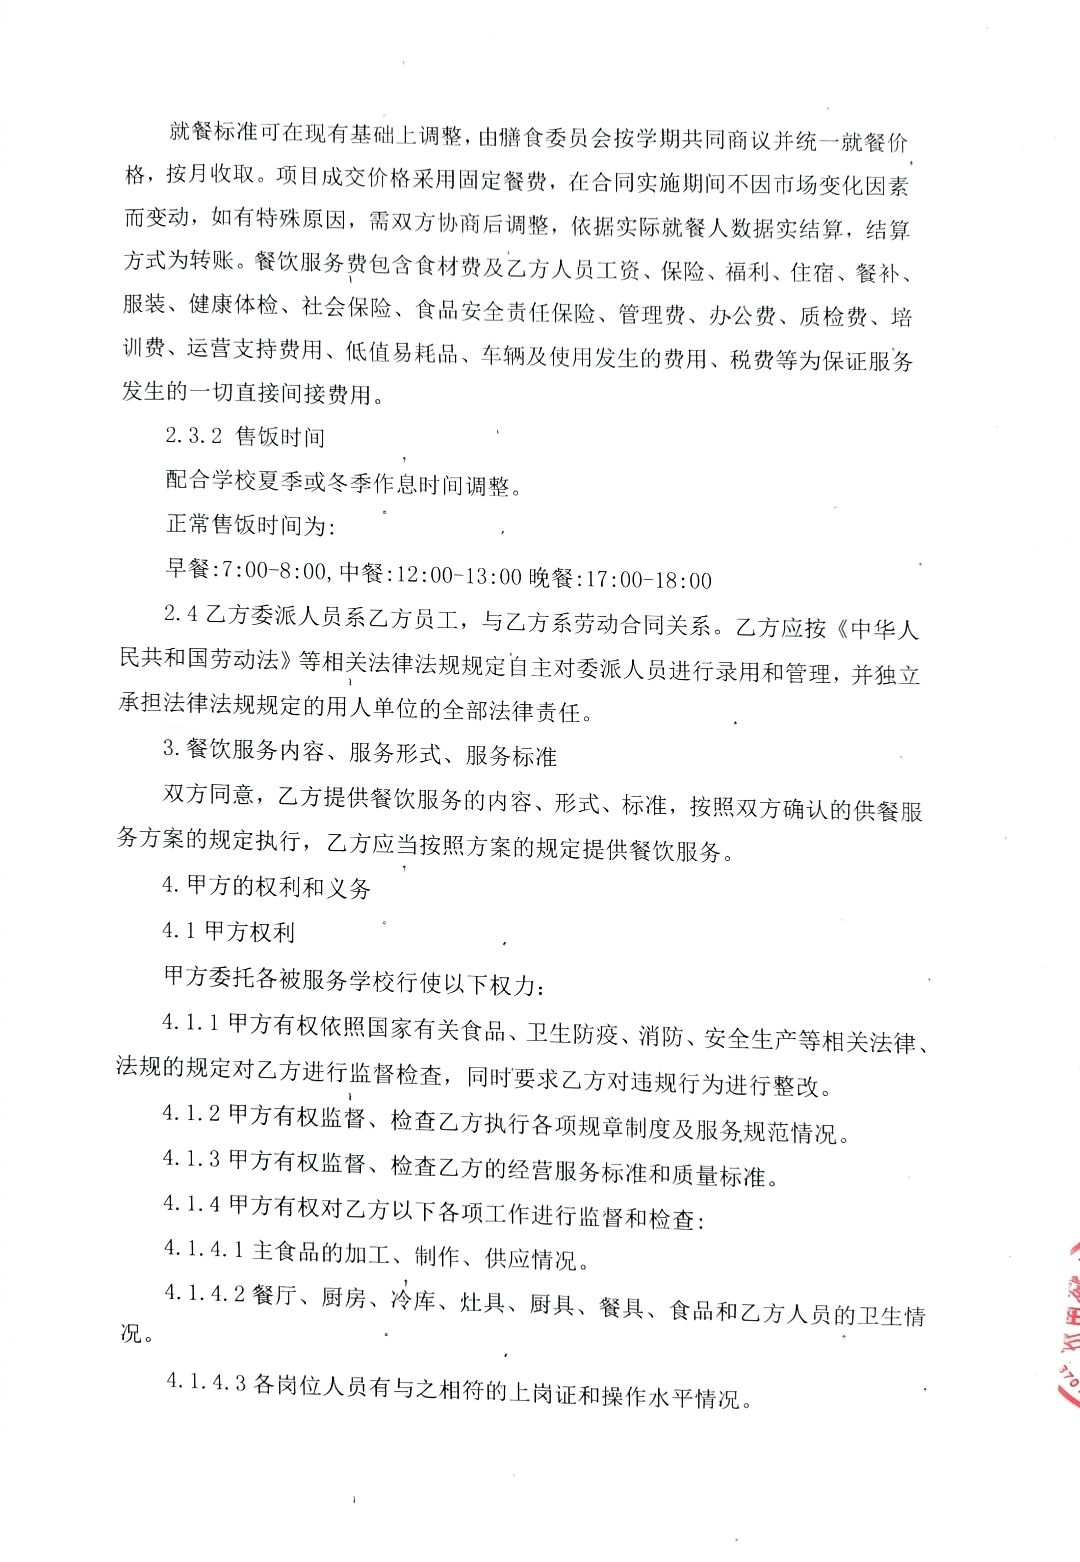 就餐标准可在现有基础上调整，由膳食委员会按学期共同商议并统一就餐价
格，按月收取。项目成交价格采用固定餐费，在合同实施期间不因市场变化因素
而变动，如有特殊原因，需双方协商后调整，依据实际就餐人数据实结算，结算
方式为转账。餐饮服务费包含食材费及乙方人员工资、保险、福利、住宿、餐补、
服装、健康体检、社会保险、食品安全责任保险、管理费、办公费、质检费、培
训费、运营支持费用、低值易耗品、车辆及使用发生的费用、税费等为保证服务
发生的一切直接间接费用。
2.3.2 售饭时间
配合学校夏季或冬季作息时间调整。
正常售饭时间为:
早餐:7:00-8:00,中餐:12:00-13:00 晚餐:17:00-18:00
2.4 乙方委派人员系乙方员工，与乙方系劳动合同关系。乙方应按《中华人
民共和国劳动法》等相关法律法规规定自主对委派人员进行录用和管理，并独立
承担法律法规规定的用人单位的全部法律责任。
3.餐饮服务内容、服务形式、服务标准
双方同意，乙方提供餐饮服务的内容、形式、标准，按照双方确认的供餐服
务方案的规定执行，乙方应当按照方案的规定提供餐饮服务。
4.甲方的权利和义务
4.1 甲方权利
甲方委托各被服务学校行使以下权力:
4.1.1 甲方有权依照国家有关食品、卫生防疫、消防、安全生产等相关法律、
法规的规定对乙方进行监督检查，同时要求乙方对违规行为进行整改。
4.1.2 甲方有权监督、检查乙方执行各项规章制度及服务规范情况。
4.1.3 甲方有权监督、检查乙方的经营服务标准和质量标准。
4.1.4 甲方有权对乙方以下各项工作进行监督和检查:
4.1.4.1 主食品的加工、制作、供应情况。
4.1.4.2 餐厅、厨房、冷库、灶具、厨具、餐具、食品和乙方人员的卫生情
况。
4.1.4.3 各岗位人员有与之相符的上岗证和操作水平情况。
370